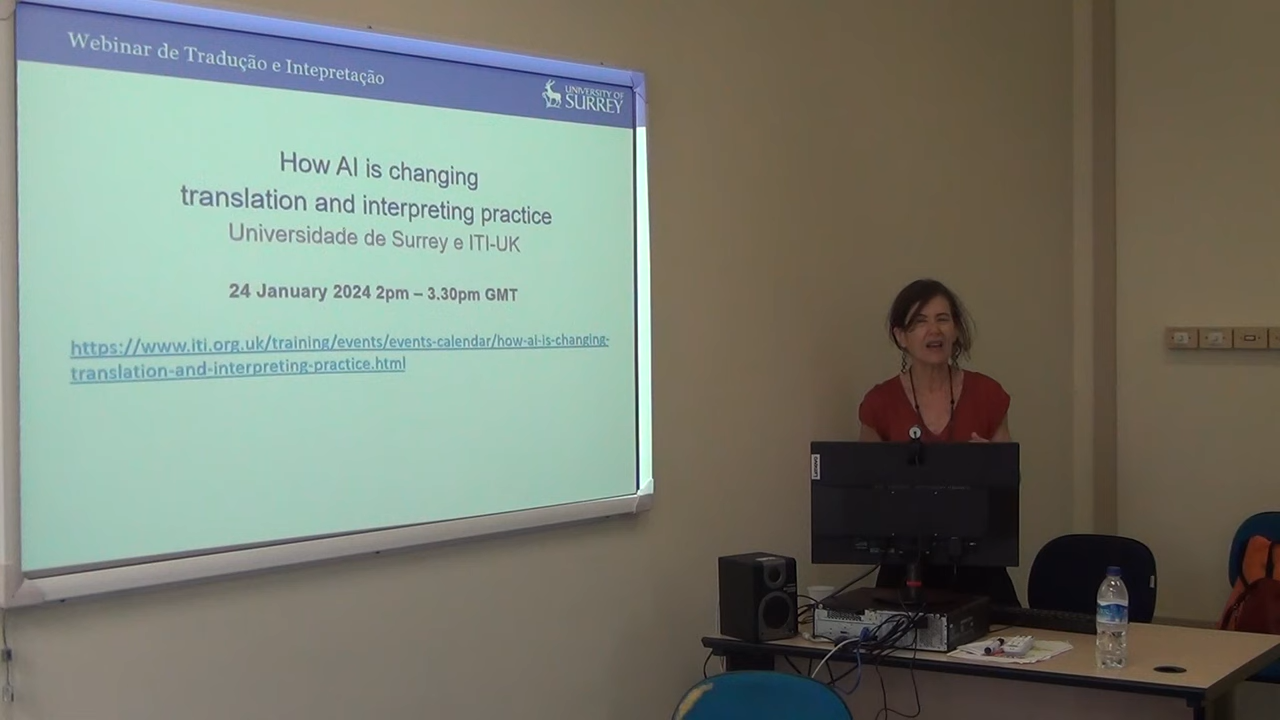 Webinar de Tradução e Intepretação
UNIVERSITY OF
SURREY
How AI is changing
translation and interpreting practice
Universidade de Surrey e ITI-UK
24 January 2024 2pm – 3.30pm GMT
https://www.iti.org.uk/training/events/events-calendar/how-ai-is-changing-
translation-and-interpreting-practice.html